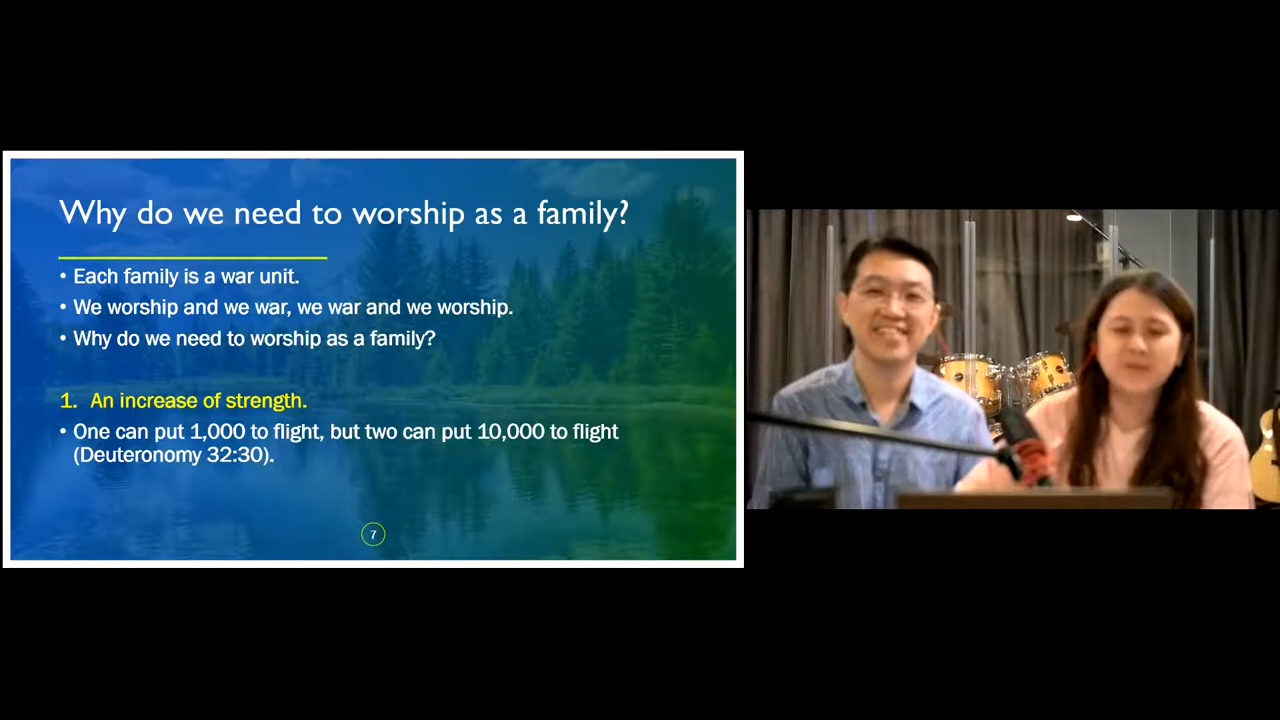 Why do we need to worship as a family?
• Each family is a war unit.
• We worship and we war, we war and we worship.
• Why do we need to worship as a family?
1. An increase of strength.
• One can put 1,000 to flight, but two can put 10,000 to flight
(Deuteronomy 32:30).
7